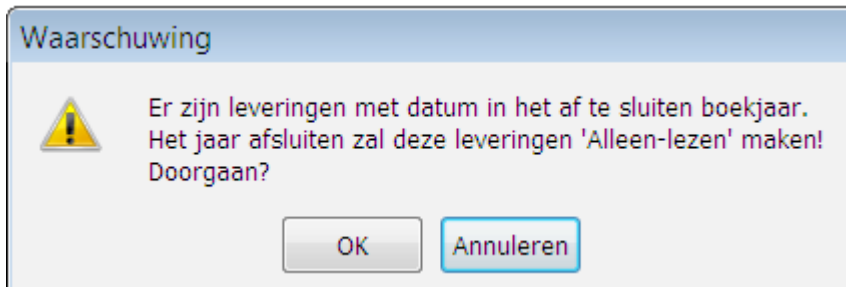 Waarschuwing
Er zijn leveringen met datum in het af te sluiten boekjaar.
Het jaar afsluiten zal deze leveringen 'Alleen-lezen' maken!
Doorgaan?
OK
Annuleren